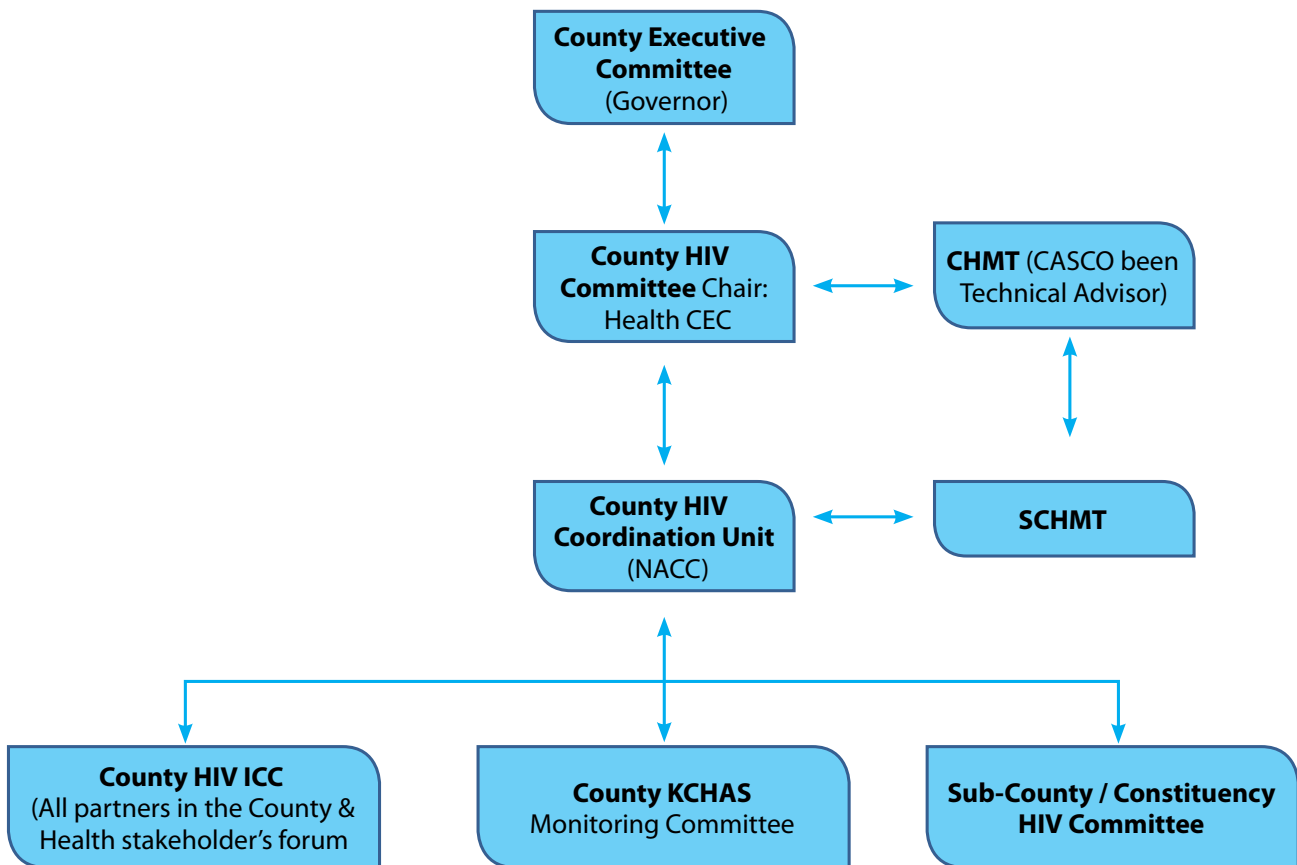 County Executive
Committee
(Governor)
County HIV
Committee Chair:
Health CEC
CHMT (CASCO been
Technical Advisor)
County HIV
Coordination Unit
(NACC)
SCHMT
County HIV ICC
(All partners in the County &
Health stakeholder’s forum
County KCHAS
Monitoring Committee
Sub-County / Constituency
HIV Committee